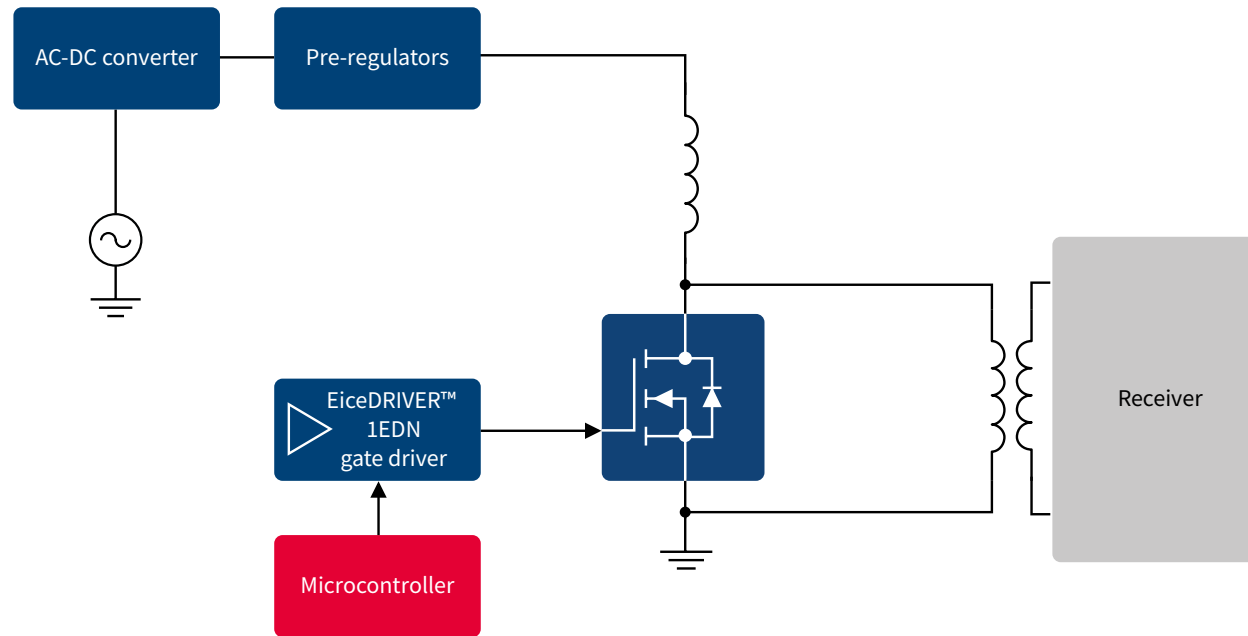 AC-DC converter
Pre-regulators
EiceDRIVER™
1EDN
gate driver
Receiver
Microcontroller